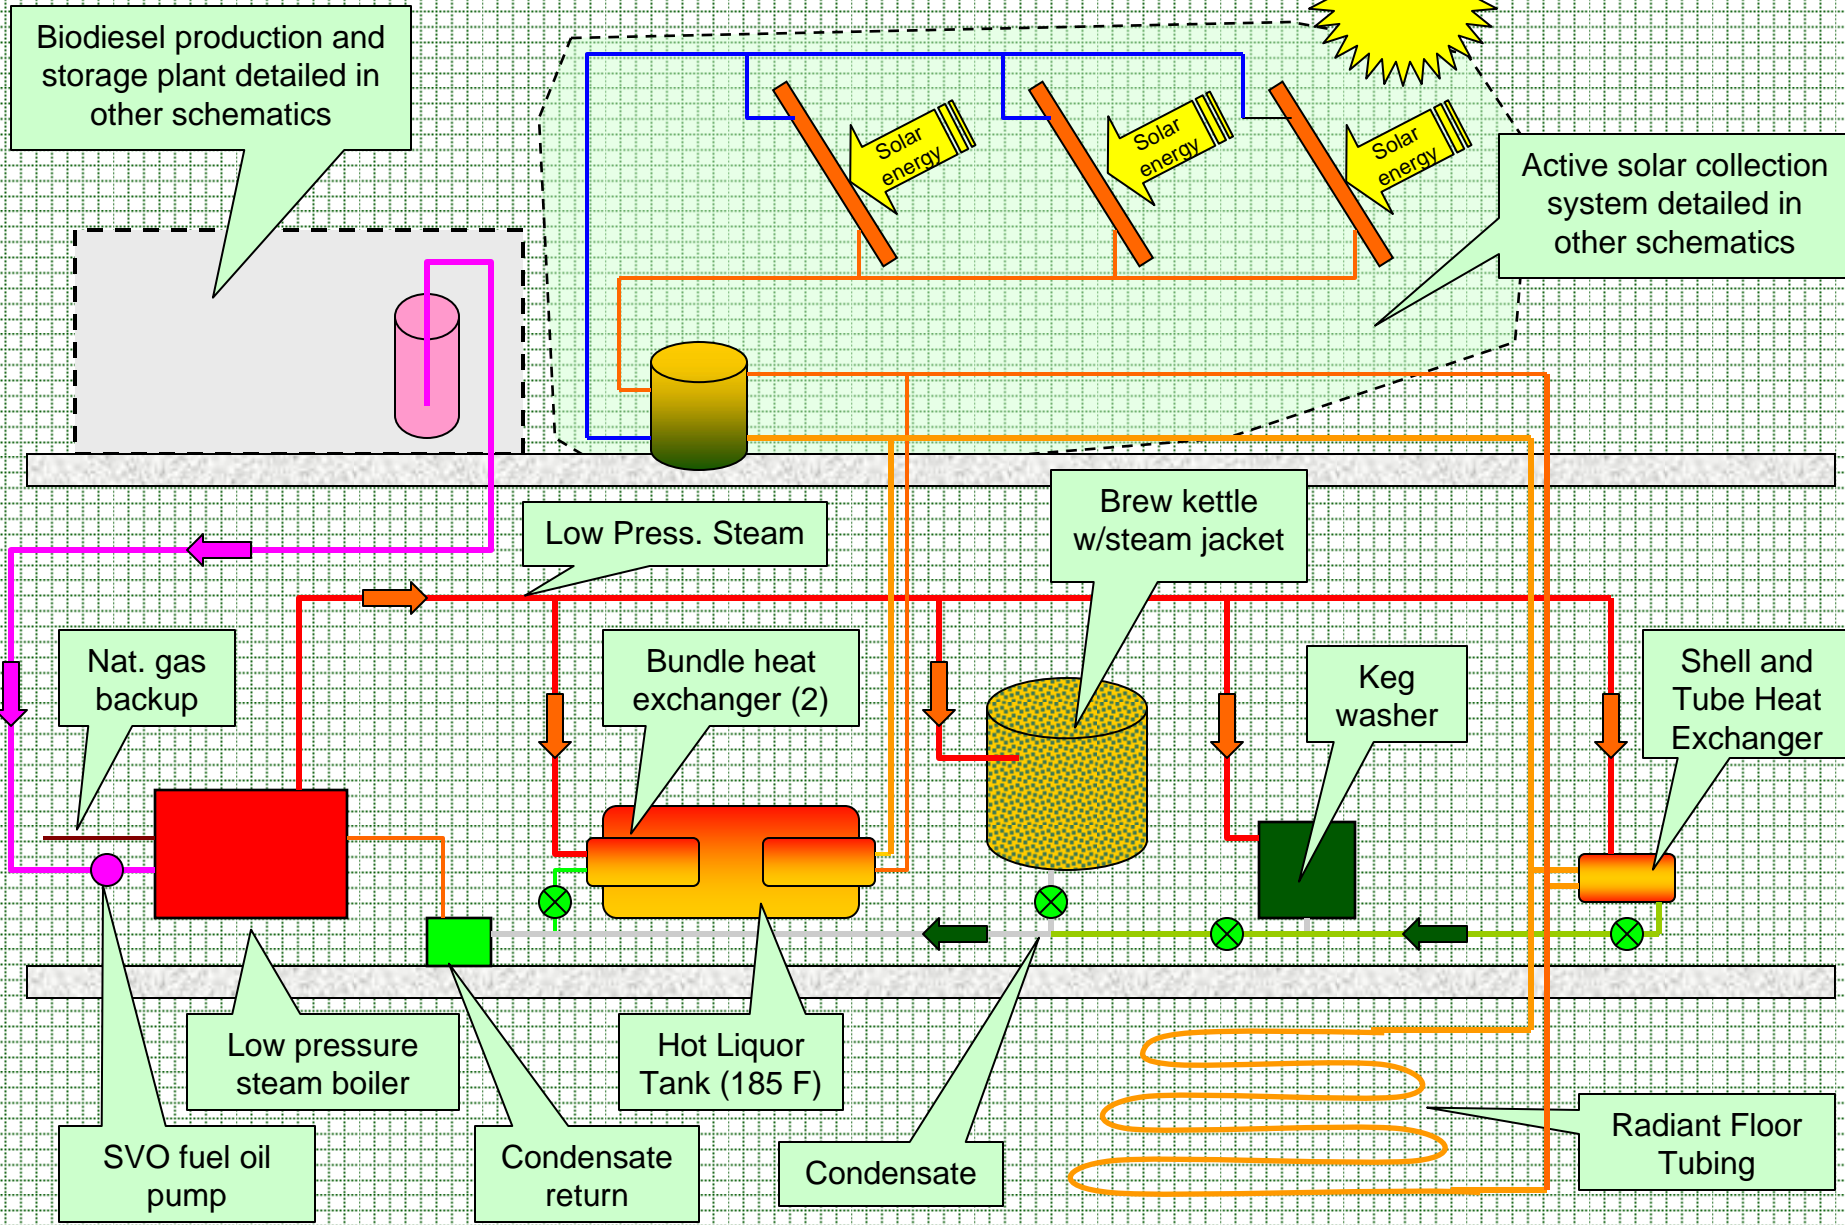 Biodiesel production and
storage plant detailed in
other schematics
Solar
energy
Solar
energy
Solar
energy
Active solar collection
system detailed in
other schematics
Low Press. Steam
Brew kettle
w/steam jacket
Nat. gas
backup
Bundle heat
exchanger (2)
Keg
washer
Shell and
Tube Heat
Exchanger
Low pressure
steam boiler
Hot Liquor
Tank (185 F)
SVO fuel oil
pump
Condensate
return
Condensate
Radiant Floor
Tubing